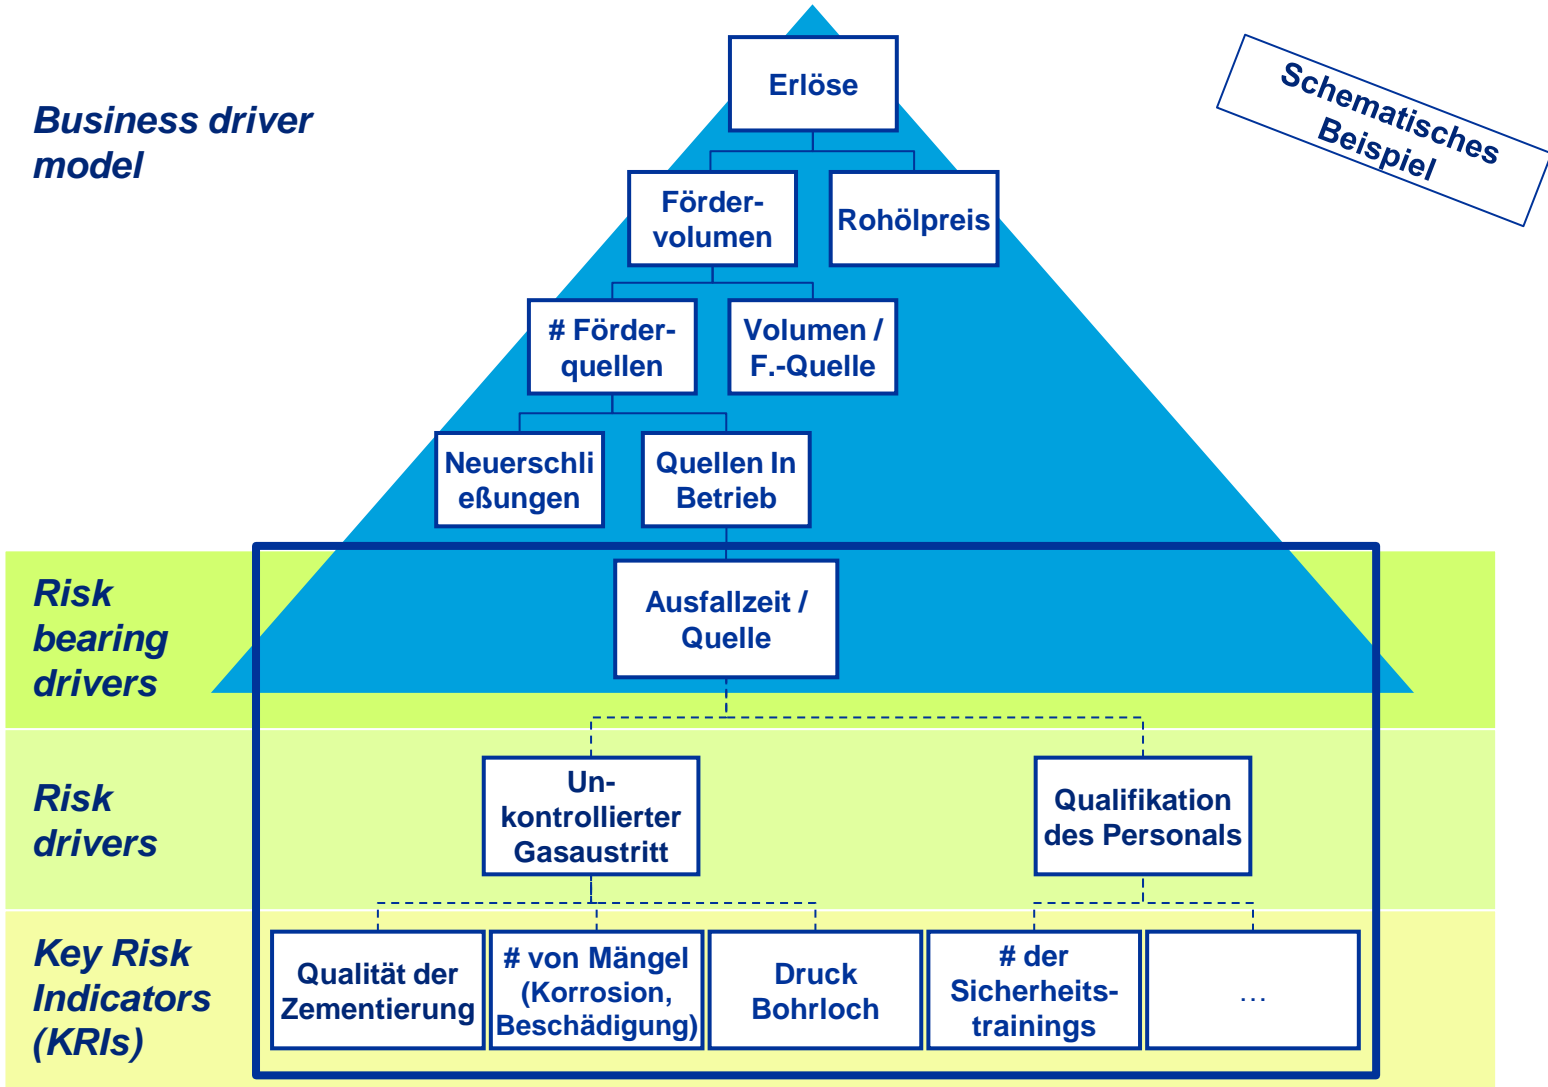 Erlöse
Schematisches
Beispiel
Business driver
model
Förder-
volumen
Rohölpreis
# Förder-
quellen
Volumen /
F.-Quelle
Neuerschli
eßungen
Quellen In
Betrieb
Risk
bearing
drivers
Ausfallzeit /
Quelle
Risk
drivers
Un-
kontrollierter
Gasaustritt
Qualifikation
des Personals
Key Risk
Indicators
(KRIs)
Qualität der
Zementierung
# von Mängel
(Korrosion,
Beschädigung)
Druck
Bohrloch
# der
Sicherheits-
trainings
…